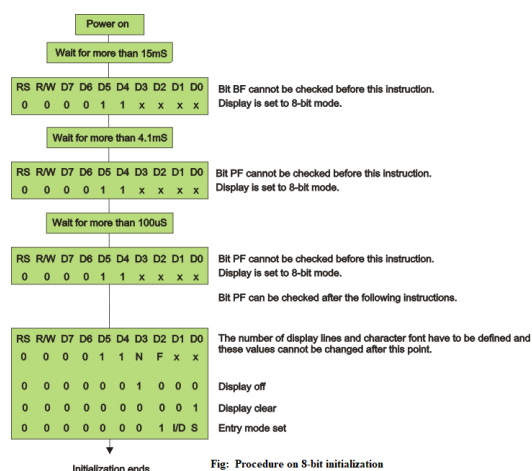 Power on
Wait for more than 15mS
RS R/W D7 D6 D5 D4 D3 D2 D1 D0
0 0 0 0 1 1 x x x x
Bit BF cannot be checked before this instruction.
Display is set to 8-bit mode.
Wait for more than 4.1mS
RS R/W D7 D6 D5 D4 D3 D2 D1 D0
0 0 0 0 1 1 x x x x
Bit PF cannot be checked before this instruction.
Display is set to 8-bit mode.
Wait for more than 100uS
RS R/W D7 D6 D5 D4 D3 D2 D1 D0
0 0 0 0 1 1 x x x x
Bit PF cannot be checked before this instruction.
Display is set to 8-bit mode.
Bit PF can be checked after the following instructions.
RS R/W D7 D6 D5 D4 D3 D2 D1 D0
0 0 0 0 1 1 N F x x
The number of display lines and character font have to be defined and
these values cannot be changed after this point.
0 0 0 0 0 0 1 0 0 0 Display off
0 0 0 0 0 0 0 0 0 1 Display clear
0 0 0 0 0 0 0 1 I/D S Entry mode set
Initialization ends
Fig: Procedure on 8-bit initialization